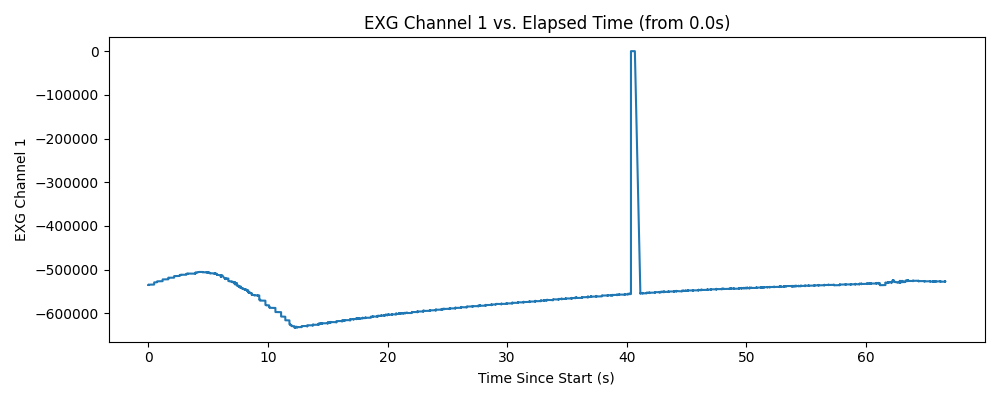 EXG Channel 1 vs. Elapsed Time (from 0.0s)
EXG Channel 1
0
−100000
−200000
−300000
−400000
−500000
−600000
0 10 20 30 40 50 60
Time Since Start (s)